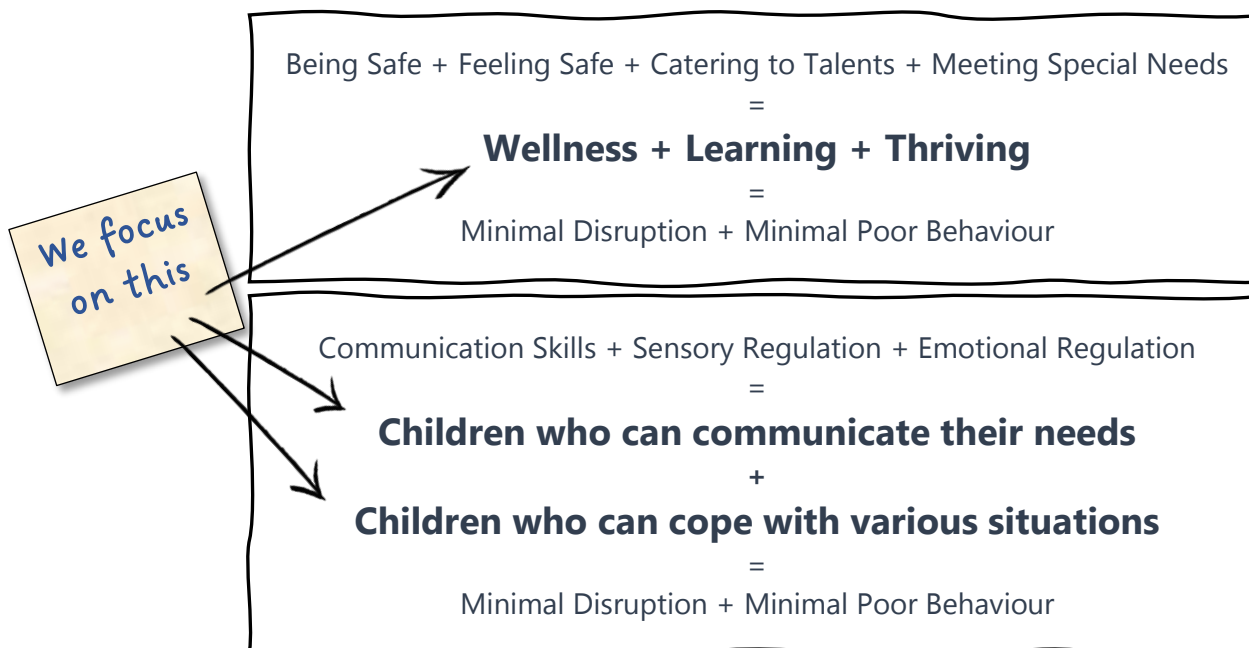 Being Safe + Feeling Safe + Catering to Talents + Meeting Special Needs
=
Wellness + Learning + Thriving
=
Minimal Disruption + Minimal Poor Behaviour
We focus
on this
Communication Skills + Sensory Regulation + Emotional Regulation
=
Children who can communicate their needs
+
Children who can cope with various situations
=
Minimal Disruption + Minimal Poor Behaviour